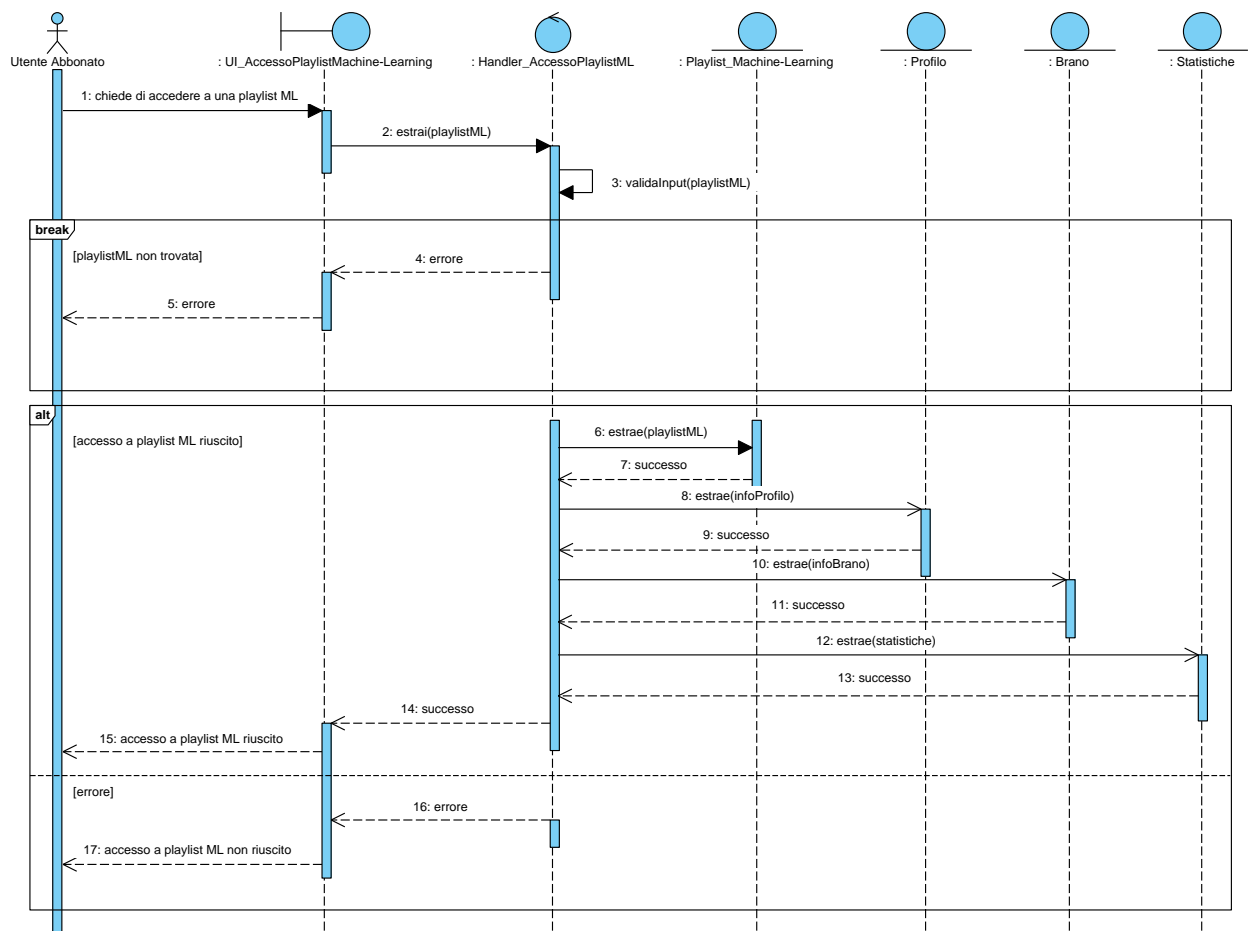 Utente Abbonato
: UI_AccessoPlaylistMachine-Learning
: Handler_AccessoPlaylistML
: Playlist_Machine-Learning
: Profilo
: Brano
: Statistiche
1: chiede di accedere a una playlist ML
2: estrai(playlistML)
3: validaInput(playlistML)
break
[playlistML non trovata]
4: errore
5: errore
alt
[accesso a playlist ML riuscito]
6: estrae(playlistML)
7: successo
8: estrae(infoProfilo)
9: successo
10: estrae(infoBrano)
11: successo
12: estrae(statistiche)
13: successo
14: successo
15: accesso a playlist ML riuscito
[errore]
16: errore
17: accesso a playlist ML non riuscito